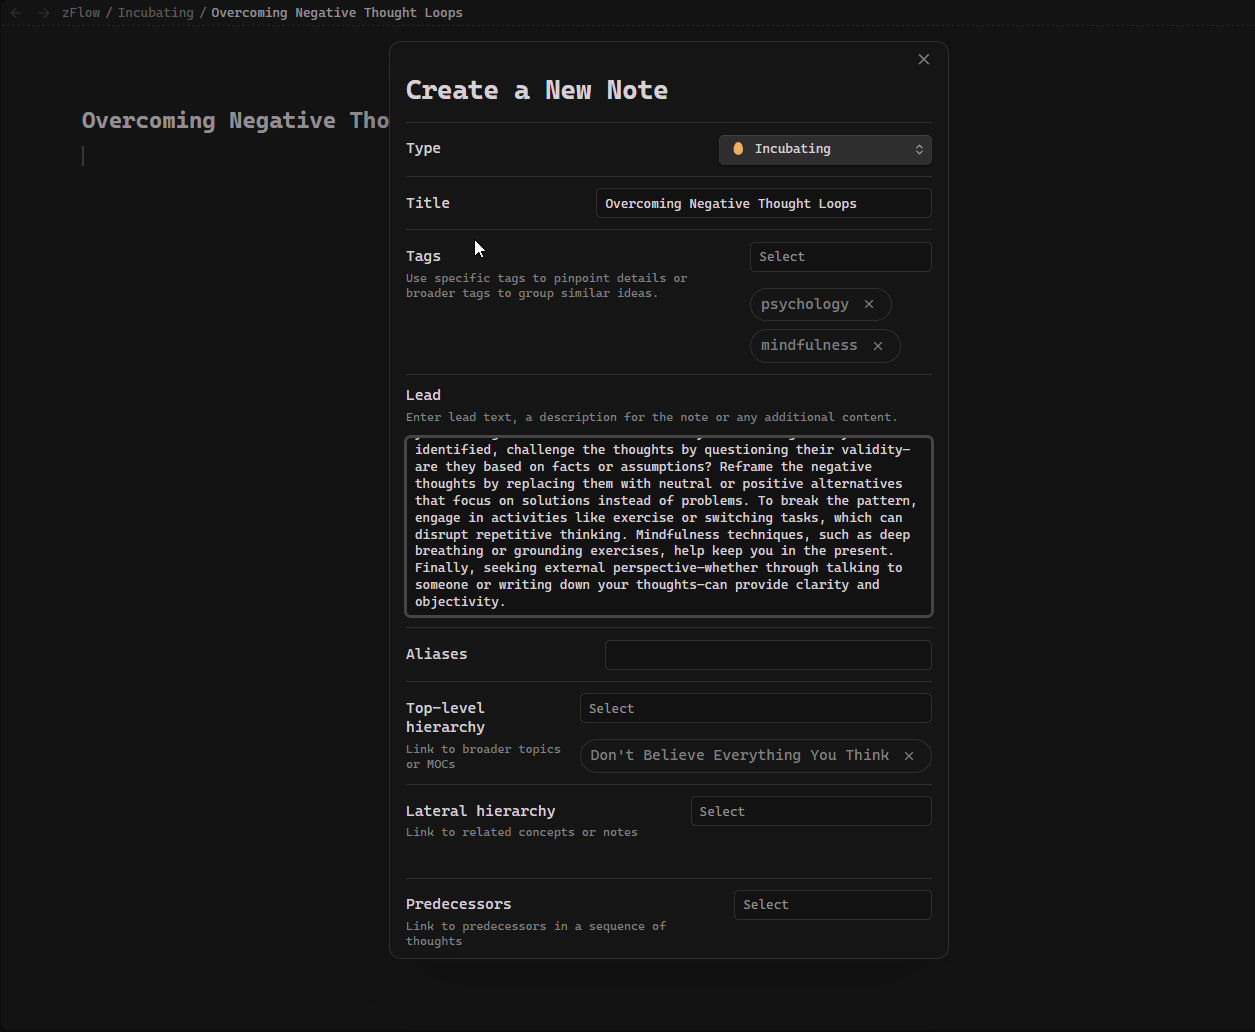 zFlow / Incubating / Overcoming Negative Thought Loops
Create a New Note
Overcoming Negative Tho
Type
Incubating
Title
Overcoming Negative Thought Loops
Tags
Select
Use specific tags to pinpoint details or
broader tags to group similar ideas.
psychology
mindfulness
Lead
Enter lead text, a description for the note or any additional content.
identified, challenge the thoughts by questioning their validity—
are they based on facts or assumptions? Reframe the negative
thoughts by replacing them with neutral or positive alternatives
that focus on solutions instead of problems. To break the pattern,
engage in activities like exercise or switching tasks, which can
disrupt repetitive thinking. Mindfulness techniques, such as deep
breathing or grounding exercises, help keep you in the present.
Finally, seeking external perspective—whether through talking to
someone or writing down your thoughts—can provide clarity and
objectivity.
Aliases
Top-level
hierarchy
Select
Link to broader topics
or MOCs
Don't Believe Everything You Think
Lateral hierarchy
Select
Link to related concepts or notes
Predecessors
Select
Link to predecessors in a sequence of
thoughts